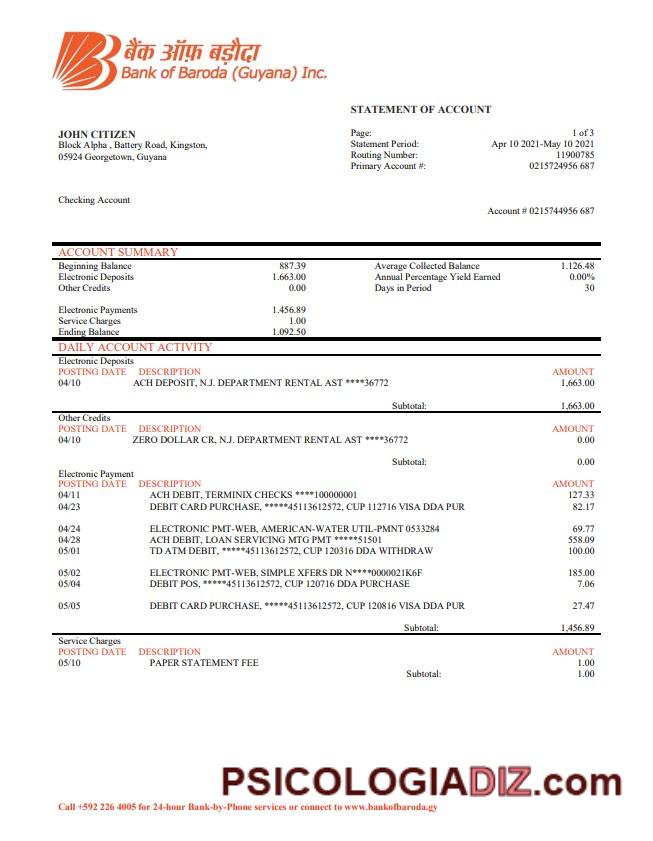 बैंक ऑफ़ बड़ौदा
Bank of Baroda (Guyana) Inc.
STATEMENT OF ACCOUNT
JOHN CITIZEN
Block Alpha , Battery Road, Kingston,
05924 Georgetown, Guyana
Page: 1 of 3
Statement Period: Apr 10 2021-May 10 2021
Routing Number: 11900785
Primary Account #: 0215724956 687
Checking Account
Account # 0215744956 687
ACCOUNT SUMMARY
Beginning Balance 887.39 Average Collected Balance 1.126.48
Electronic Deposits 1.663.00 Annual Percentage Yield Earned 0.00%
Other Credits 0.00 Days in Period 30
Electronic Payments 1.456.89
Service Charges 1.00
Ending Balance 1.092.50
DAILY ACCOUNT ACTIVITY
Electronic Deposits
POSTING DATE DESCRIPTION AMOUNT
04/10 ACH DEPOSIT, N.J. DEPARTMENT RENTAL AST ****36772 1,663.00
Subtotal: 1,663.00
Other Credits
POSTING DATE DESCRIPTION AMOUNT
04/10 ZERO DOLLAR CR, N.J. DEPARTMENT RENTAL AST ****36772 0.00
Subtotal: 0.00
Electronic Payment
POSTING DATE DESCRIPTION AMOUNT
04/11 ACH DEBIT, TERMINIX CHECKS ****100000001 127.33
04/23 DEBIT CARD PURCHASE, *****45113612572, CUP 112716 VISA DDA PUR 82.17
04/24 ELECTRONIC PMT-WEB, AMERICAN-WATER UTIL-PMNT 0533284 69.77
04/28 ACH DEBIT, LOAN SERVICING MTG PMT *****51501 558.09
05/01 TD ATM DEBIT, *****45113612572, CUP 120316 DDA WITHDRAW 100.00
05/02 ELECTRONIC PMT-WEB, SIMPLE XFERS DR N****0000021K6F 185.00
05/04 DEBIT POS, *****45113612572, CUP 120716 DDA PURCHASE 7.06
05/05 DEBIT CARD PURCHASE, *****45113612572, CUP 120816 VISA DDA PUR 27.47
Subtotal: 1,456.89
Service Charges
POSTING DATE DESCRIPTION AMOUNT
05/10 PAPER STATEMENT FEE 1.00
Subtotal: 1.00
PSICOLOGIADIZ.com
Call +592 226 4005 for 24-hour Bank-by-Phone services or connect to www.bankofbaroda.gy